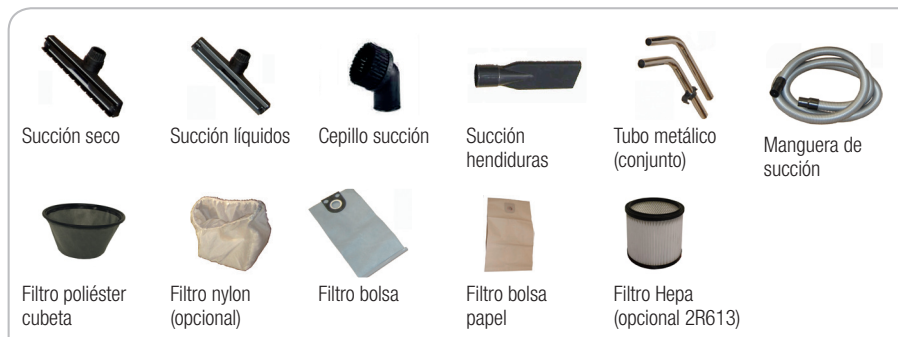 Succión seco
Succión líquidos
Cepillo succión
Succión
hendiduras
Tubo metálico
(conjunto)
Manguera de
succión
Filtro poliéster
cubeta
Filtro nylon
(opcional)
Filtro bolsa
Filtro bolsa
papel
Filtro Hepa
(opcional 2R613)